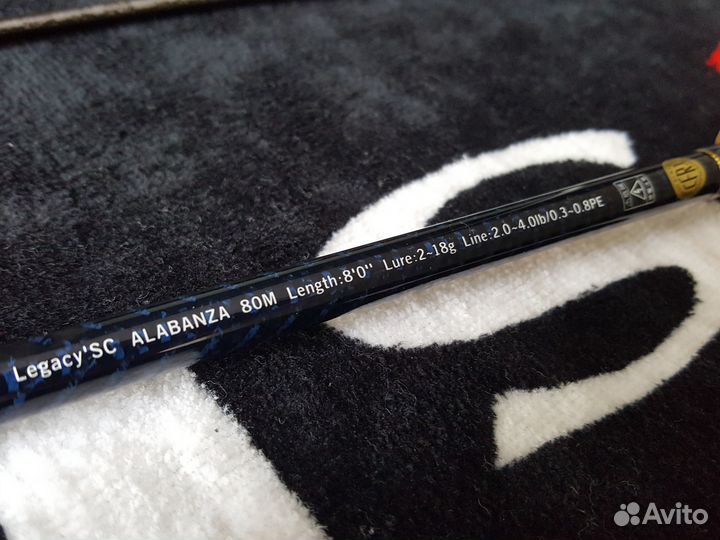 Legacy'SC ALABANZA 80M Length:8'0" Lure:2~18g Line:2.0~4.0lb/0.3~0.8PE
Avito